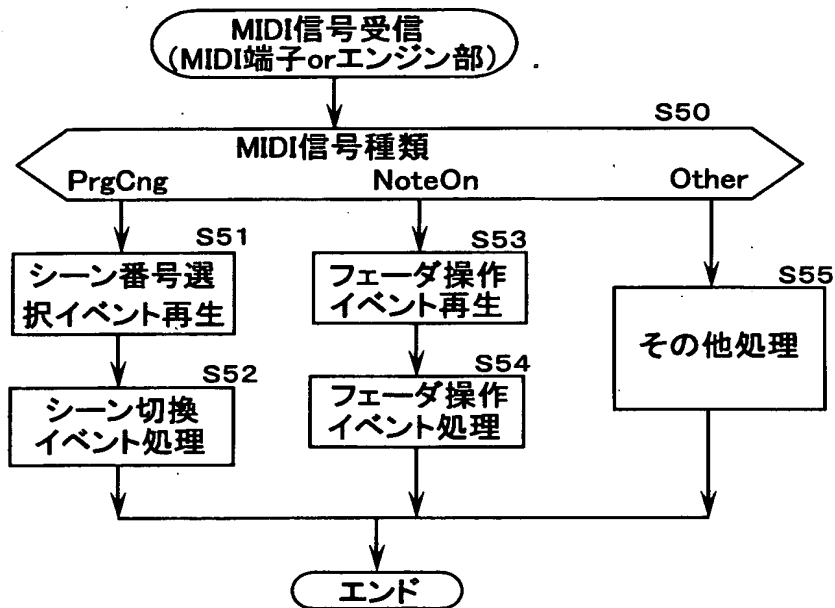 MIDI信号受信
(MIDI端子orエンジン部)
S50
MIDI信号種類
PrgCng
NoteOn
Other
S51
シーン番号選
択イベント再生
S53
フェーダ操作
イベント再生
S55
その他処理
S52
シーン切換
イベント処理
S54
フェーダ操作
イベント処理
エンド